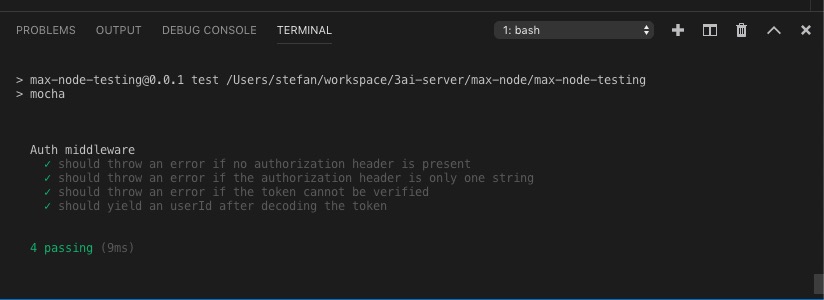 PROBLEMS OUTPUT DEBUG CONSOLE TERMINAL 1: bash
> max-node-testing@0.0.1 test /Users/stefan/workspace/3ai-server/max-node/max-node-testing
> mocha
Auth middleware
✓ should throw an error if no authorization header is present
✓ should throw an error if the authorization header is only one string
✓ should throw an error if the token cannot be verified
✓ should yield an userId after decoding the token
4 passing (9ms)